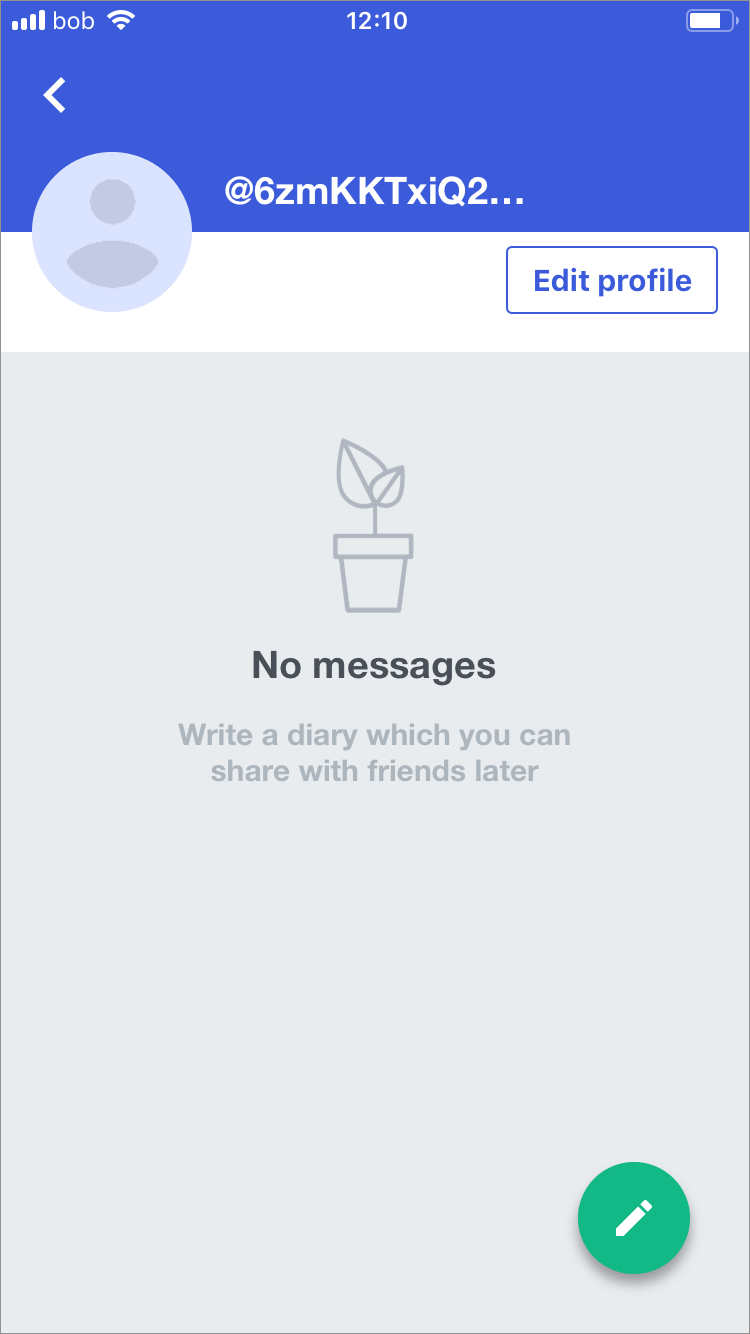 bob 12:10
@6zmKKTxiQ2...
Edit profile
No messages
Write a diary which you can
share with friends later